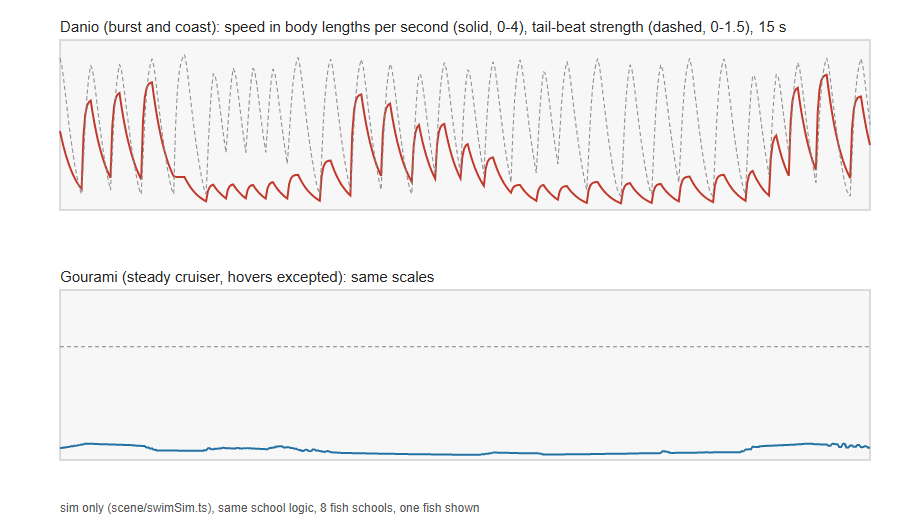 Danio (burst and coast): speed in body lengths per second (solid, 0-4), tail-beat strength (dashed, 0-1.5), 15 s
Gourami (steady cruiser, hovers excepted): same scales
sim only (scene/swimSim.ts), same school logic, 8 fish schools, one fish shown